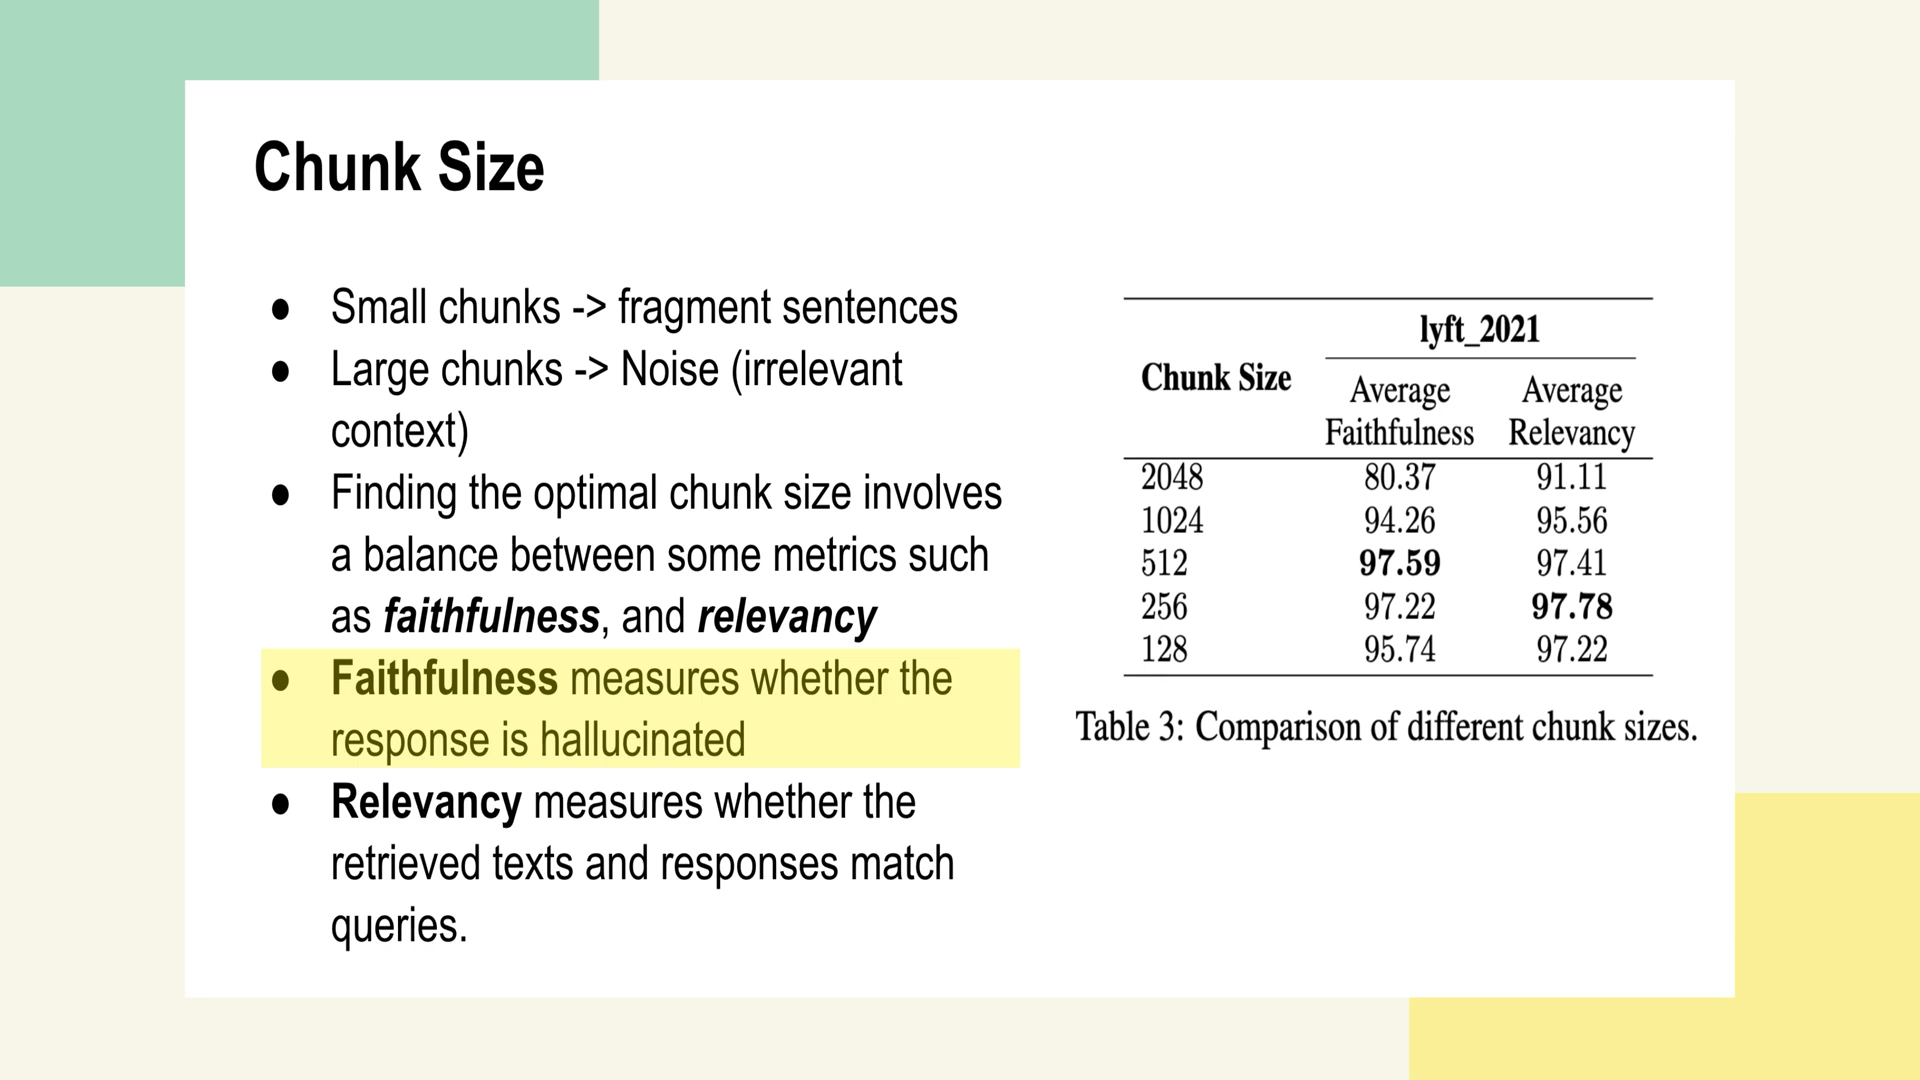 Chunk Size
● Small chunks -> fragment sentences
● Large chunks -> Noise (irrelevant
context)
● Finding the optimal chunk size involves
a balance between some metrics such
as faithfulness, and relevancy
● Faithfulness measures whether the
response is hallucinated
● Relevancy measures whether the
retrieved texts and responses match
queries.
lyft_2021
Chunk Size
Average Average
Faithfulness Relevancy
2048 80.37 91.11
1024 94.26 95.56
512 97.59 97.41
256 97.22 97.78
128 95.74 97.22
Table 3: Comparison of different chunk sizes.